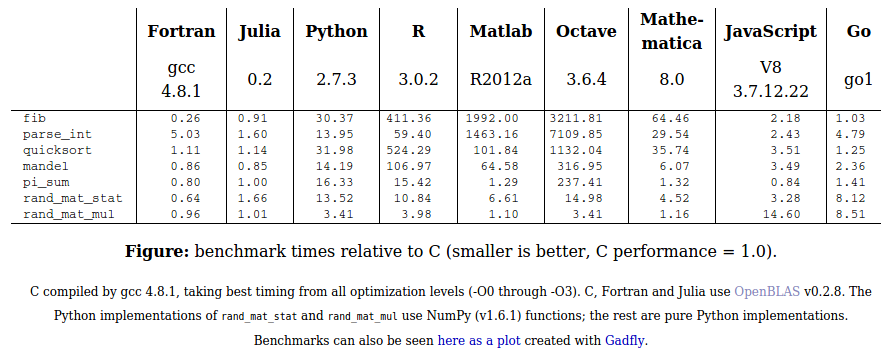 Fortran Julia Python R Matlab Octave Mathe-matica JavaScript Go
gcc 4.8.1 0.2 2.7.3 3.0.2 R2012a 3.6.4 8.0 V8 3.7.12.22 go1
fib 0.26 0.91 30.37 411.36 1992.00 3211.81 64.46 2.18 1.03
parse_int 5.03 1.60 13.95 59.40 1463.16 7109.85 29.54 2.43 4.79
quicksort 1.11 1.14 31.98 524.29 101.84 1132.04 35.74 3.51 1.25
mandel 0.86 0.85 14.19 106.97 64.58 316.95 6.07 3.49 2.36
pi_sum 0.80 1.00 16.33 15.42 1.29 237.41 1.32 0.84 1.41
rand_mat_stat 0.64 1.66 13.52 10.84 6.61 14.98 4.52 3.28 8.12
rand_mat_mul 0.96 1.01 3.41 3.98 1.10 3.41 1.16 14.60 8.51
Figure: benchmark times relative to C (smaller is better, C performance = 1.0).
C compiled by gcc 4.8.1, taking best timing from all optimization levels (-O0 through -O3). C, Fortran and Julia use OpenBLAS v0.2.8. The
Python implementations of rand_mat_stat and rand_mat_mul use NumPy (v1.6.1) functions; the rest are pure Python implementations.
Benchmarks can also be seen here as a plot created with Gadfly.